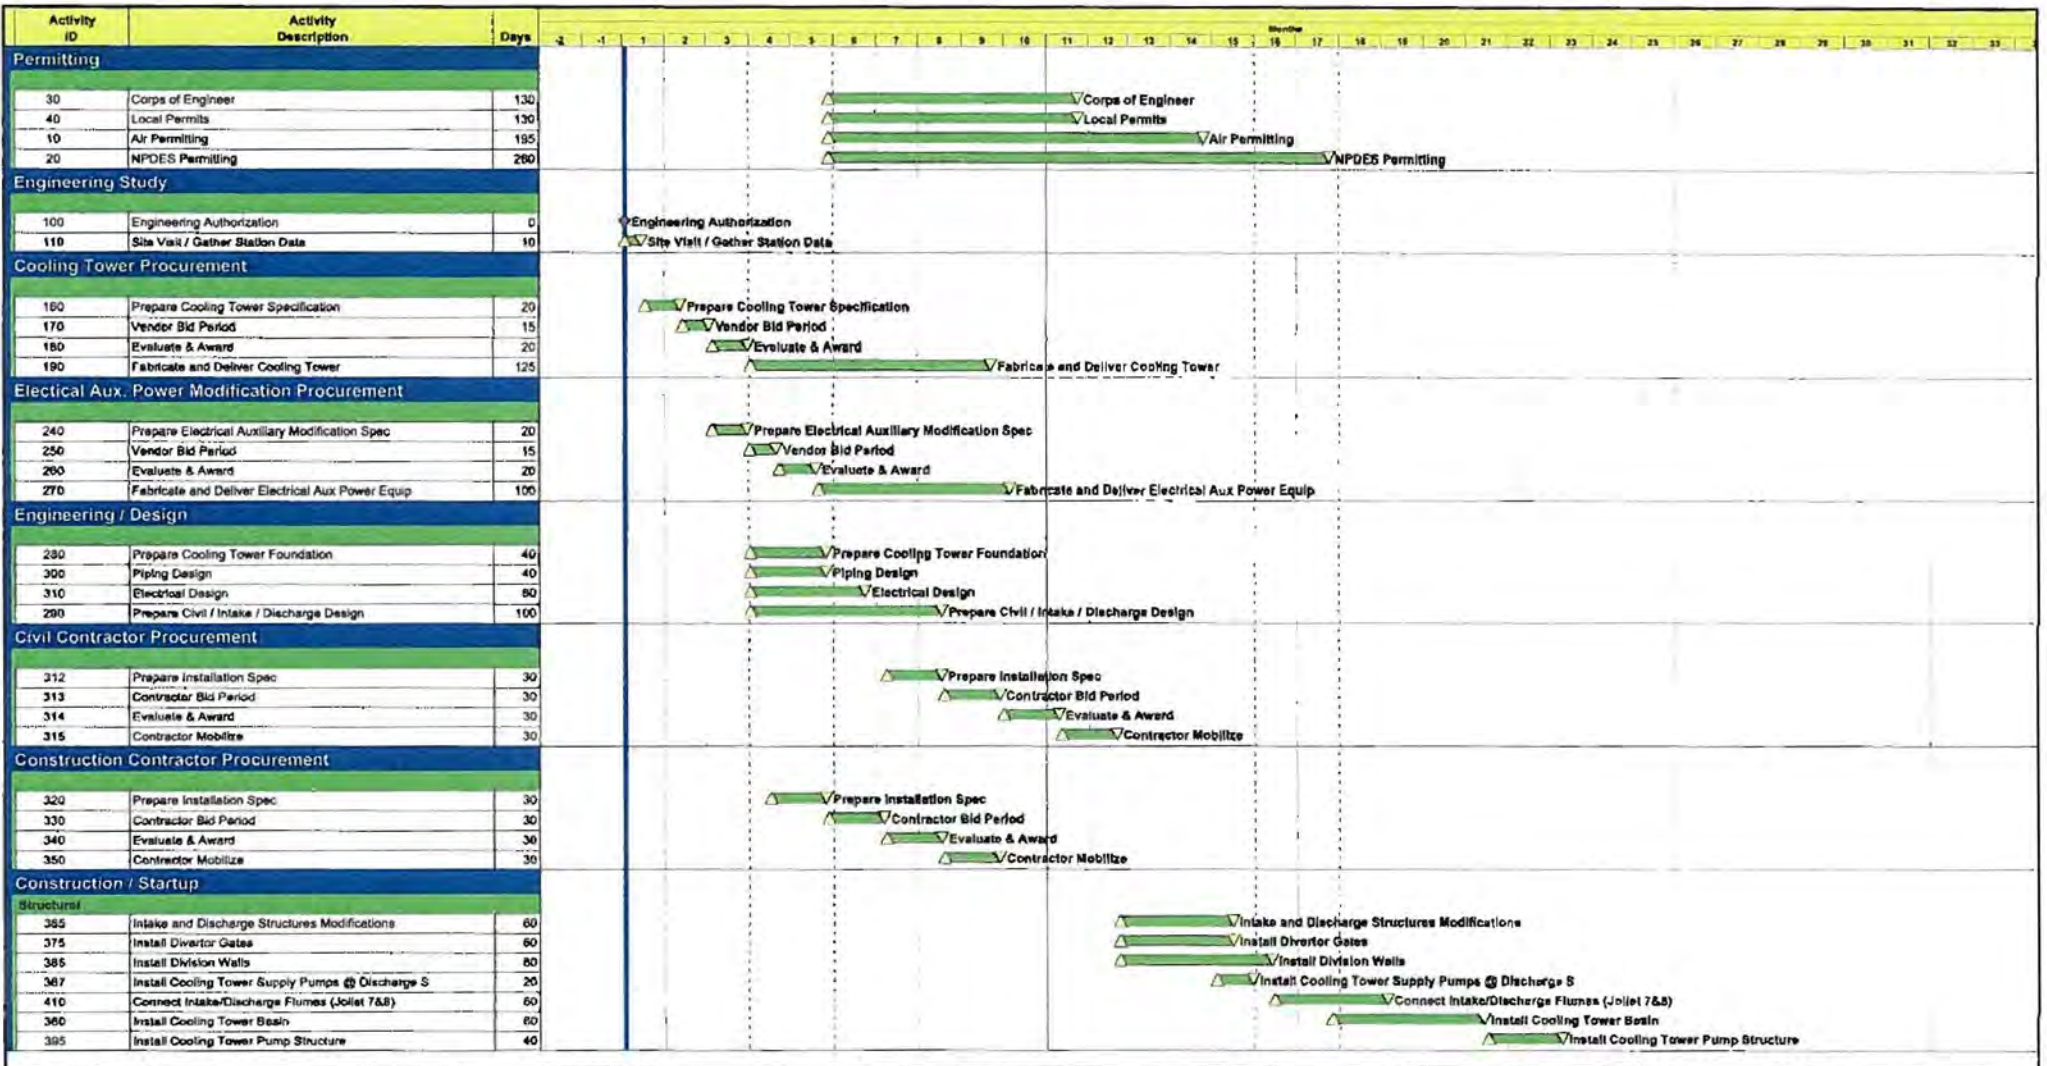 Activity ID Activity Description Days Months
-2 -1 1 2 3 4 5 6 7 8 9 10 11 12 13 14 15 16 17 18 19 20 21 22 23 24 25 26 27 28 29 30 31 32 33
Permitting
30 Corps of Engineer 130 Corps of Engineer
40 Local Permits 130 Local Permits
10 Air Permitting 195 Air Permitting
20 NPDES Permitting 260 NPDES Permitting
Engineering Study
100 Engineering Authorization 0 Engineering Authorization
110 Site Visit / Gather Station Data 10 Site Visit / Gather Station Data
Cooling Tower Procurement
160 Prepare Cooling Tower Specification 20 Prepare Cooling Tower Specification
170 Vendor Bid Period 15 Vendor Bid Period
180 Evaluate & Award 20 Evaluate & Award
190 Fabricate and Deliver Cooling Tower 125 Fabricate and Deliver Cooling Tower
Electical Aux. Power Modification Procurement
240 Prepare Electrical Auxiliary Modification Spec 20 Prepare Electrical Auxiliary Modification Spec
250 Vendor Bid Period 15 Vendor Bid Period
260 Evaluate & Award 20 Evaluate & Award
270 Fabricate and Deliver Electrical Aux Power Equip 100 Fabricate and Deliver Electrical Aux Power Equip
Engineering / Design
280 Prepare Cooling Tower Foundation 40 Prepare Cooling Tower Foundation
300 Piping Design 40 Piping Design
310 Electrical Design 60 Electrical Design
290 Prepare Civil / Intake / Discharge Design 100 Prepare Civil / Intake / Discharge Design
Civil Contractor Procurement
312 Prepare Installation Spec 30 Prepare Installation Spec
313 Contractor Bid Period 30 Contractor Bid Period
314 Evaluate & Award 30 Evaluate & Award
315 Contractor Mobilize 30 Contractor Mobilize
Construction Contractor Procurement
320 Prepare Installation Spec 30 Prepare Installation Spec
330 Contractor Bid Period 30 Contractor Bid Period
340 Evaluate & Award 30 Evaluate & Award
350 Contractor Mobilize 30 Contractor Mobilize
Construction / Startup
Structural
365 Intake and Discharge Structures Modifications 60 Intake and Discharge Structures Modifications
375 Install Divertor Gates 60 Install Divertor Gates
385 Install Division Walls 80 Install Division Walls
387 Install Cooling Tower Supply Pumps @ Discharge S 20 Install Cooling Tower Supply Pumps @ Discharge S
410 Connect Intake/Discharge Flumes (Joliet 7&8) 60 Connect Intake/Discharge Flumes (Joliet 7&8)
360 Install Cooling Tower Basin 80 Install Cooling Tower Basin
395 Install Cooling Tower Pump Structure 40 Install Cooling Tower Pump Structure